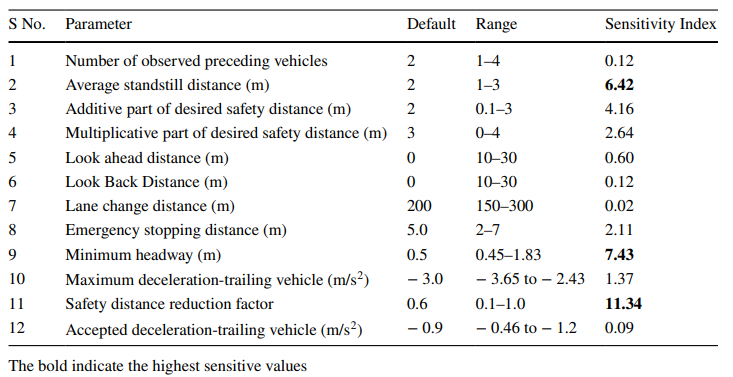 S No. Parameter Default Range Sensitivity Index
1 Number of observed preceding vehicles 2 1–4 0.12
2 Average standstill distance (m) 2 1–3 6.42
3 Additive part of desired safety distance (m) 2 0.1–3 4.16
4 Multiplicative part of desired safety distance (m) 3 0–4 2.64
5 Look ahead distance (m) 0 10–30 0.60
6 Look Back Distance (m) 0 10–30 0.12
7 Lane change distance (m) 200 150–300 0.02
8 Emergency stopping distance (m) 5.0 2–7 2.11
9 Minimum headway (m) 0.5 0.45–1.83 7.43
10 Maximum deceleration-trailing vehicle (m/s²) − 3.0 − 3.65 to − 2.43 1.37
11 Safety distance reduction factor 0.6 0.1–1.0 11.34
12 Accepted deceleration-trailing vehicle (m/s²) − 0.9 − 0.46 to − 1.2 0.09
The bold indicate the highest sensitive values